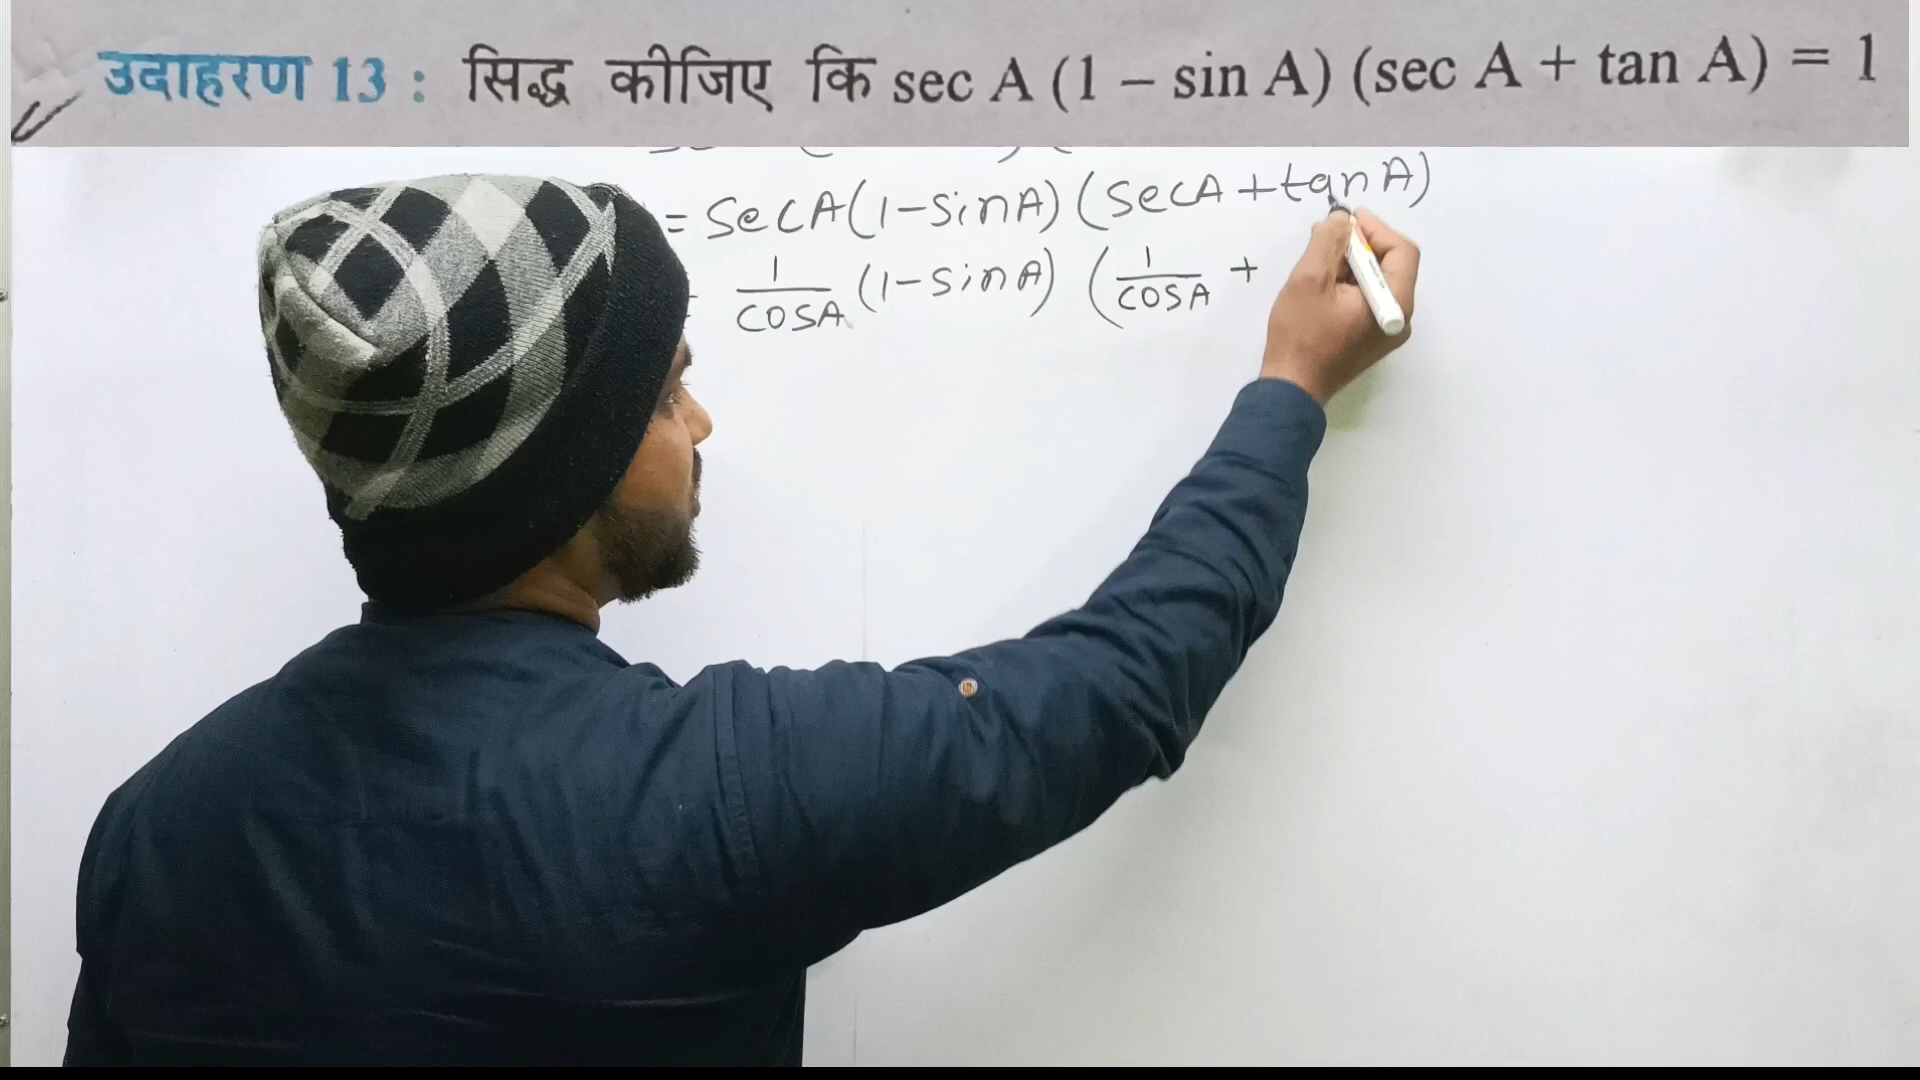 उदाहरण 13 : सिद्ध कीजिए कि sec A (1 – sin A) (sec A + tan A) = 1
= SecA(1-sinA) (secA+tanA)
= 1/COSA (1-sinA) (1/COSA +